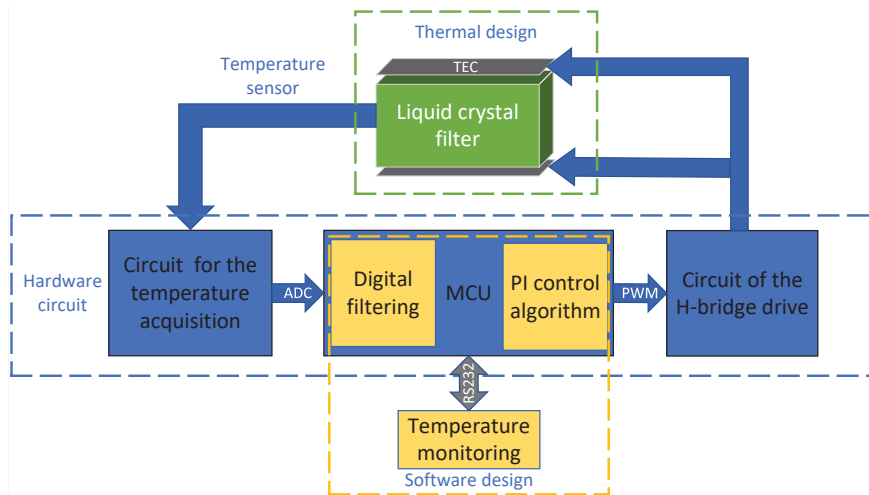 Thermal design
TEC
Temperature
sensor
Liquid crystal
filter
Hardware
circuit
Circuit for the
temperature
acquisition
ADC
Digital
filtering
MCU
PI control
algorithm
PWM
Circuit of the
H-bridge drive
RS232
Temperature
monitoring
Software design